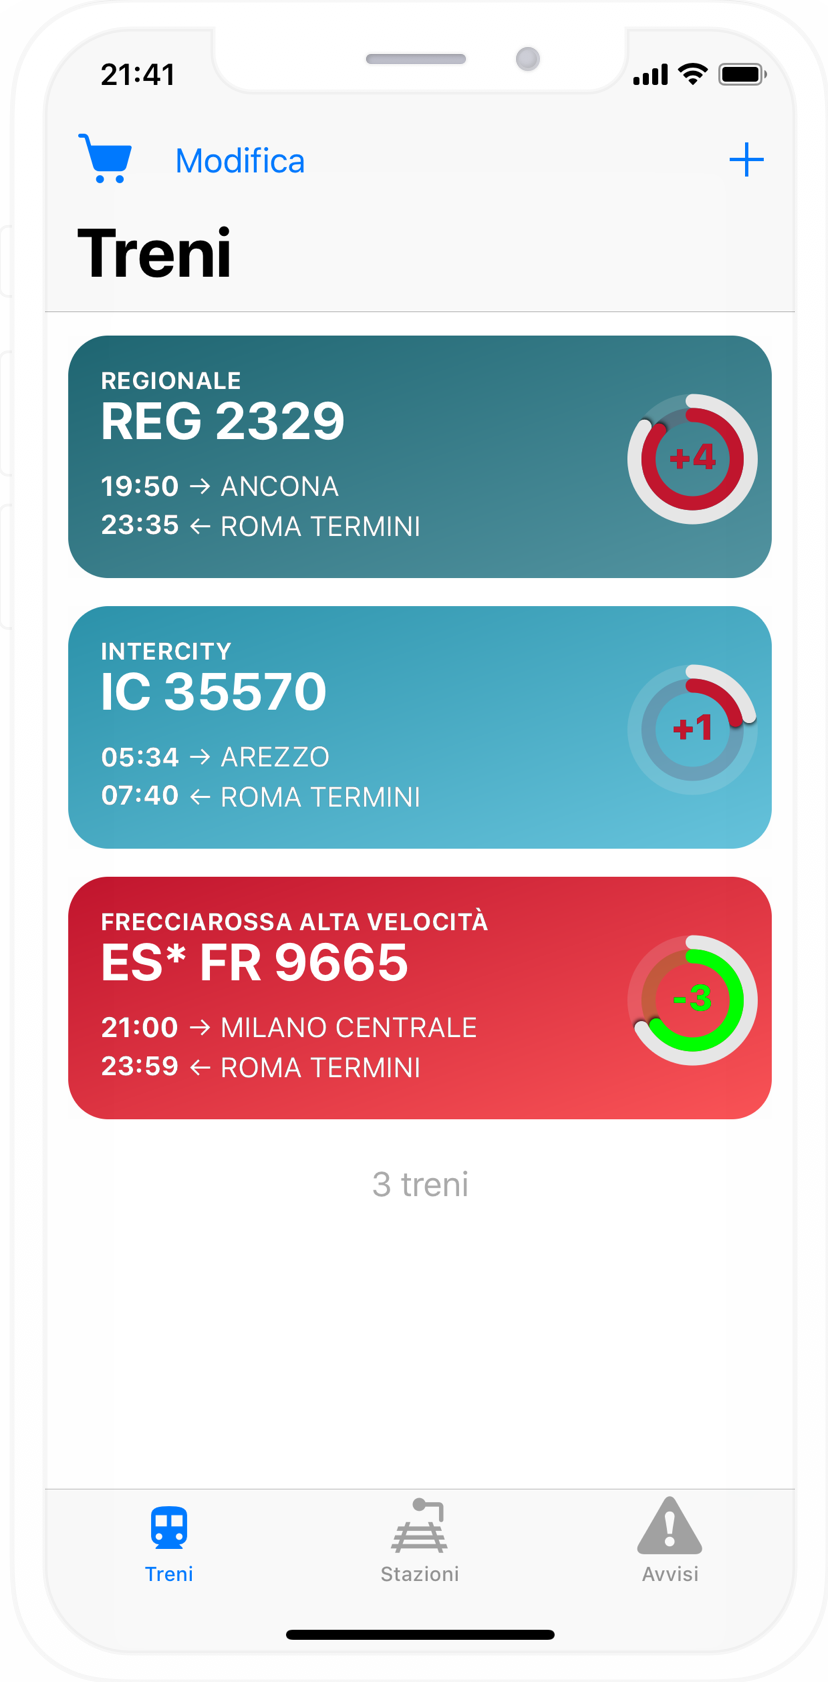 21:41
Modifica
Treni
REGIONALE
REG 2329
19:50 → ANCONA
23:35 ← ROMA TERMINI
+4
INTERCITY
IC 35570
05:34 → AREZZO
07:40 ← ROMA TERMINI
+1
FRECCIAROSSA ALTA VELOCITÀ
ES* FR 9665
21:00 → MILANO CENTRALE
23:59 ← ROMA TERMINI
-3
3 treni
Treni
Stazioni
Avvisi